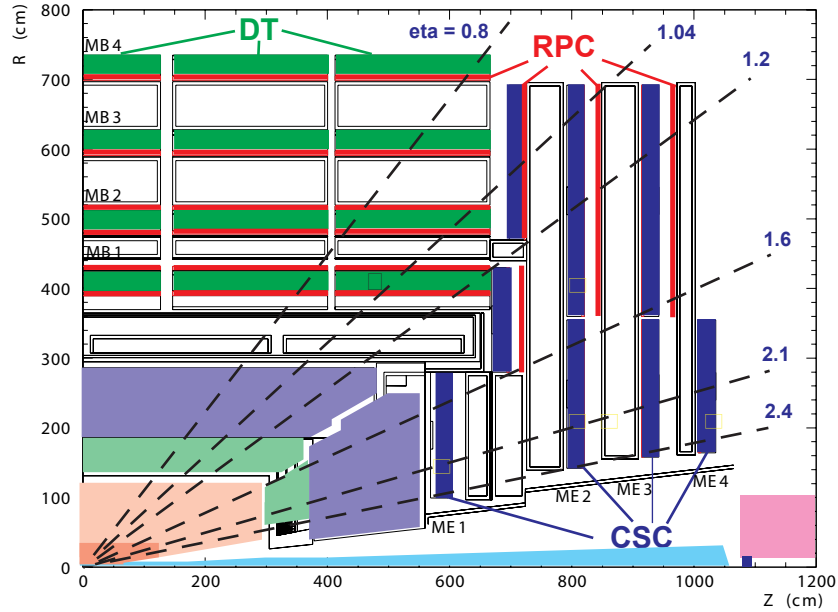 R (cm)
800
700
600
500
400
300
200
100
0
MB 4
MB 3
MB 2
MB 1
DT
eta = 0.8
RPC
1.04
1.2
1.6
2.1
2.4
ME 1
ME 2
ME 3
ME 4
CSC
0
200
400
600
800
1000
1200
Z (cm)